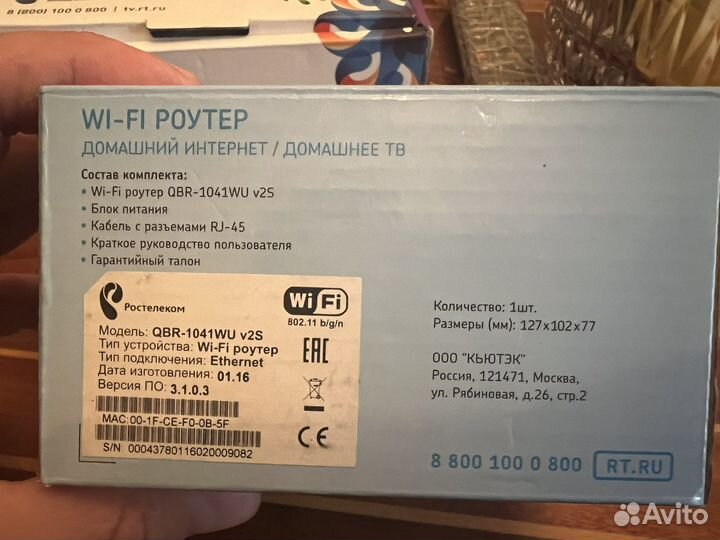 8 (800) 100 0 800 | tv.rt.ru
WI-FI РОУТЕР
ДОМАШНИЙ ИНТЕРНЕТ / ДОМАШНЕЕ ТВ
Состав комплекта:
• Wi-Fi роутер QBR-1041WU v2S
• Блок питания
• Кабель с разъемами RJ-45
• Краткое руководство пользователя
• Гарантийный талон
Ростелеком
Wi Fi
802.11 b/g/n
Модель: QBR-1041WU v2S
Тип устройства: Wi-Fi роутер
Тип подключения: Ethernet
Дата изготовления: 01.16
Версия ПО: 3.1.0.3
EAC
MAC:00-1F-CE-F0-0B-5F
CE
S/N 00043780116020009082
Количество: 1шт.
Размеры (мм): 127x102x77
ООО "КЬЮТЭК"
Россия, 121471, Москва,
ул. Рябиновая, д.26, стр.2
8 800 100 0 800 RT.RU
Avito